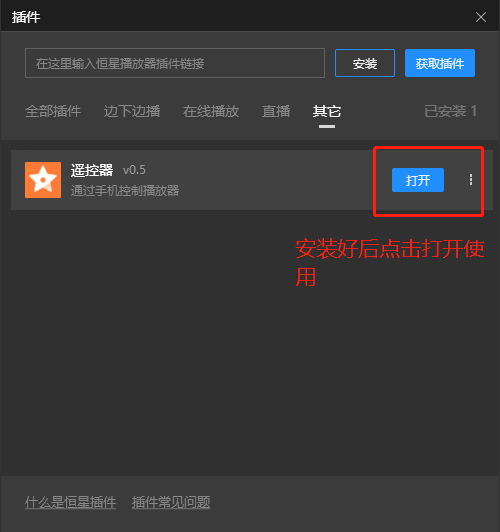 插件
在这里输入恒星播放器插件链接
安装
获取插件
全部插件 边下边播 在线播放 直播 其它 已安装 1
遥控器 v0.5
打开
通过手机控制播放器
安装好后点击打开使
用
什么是恒星插件 插件常见问题